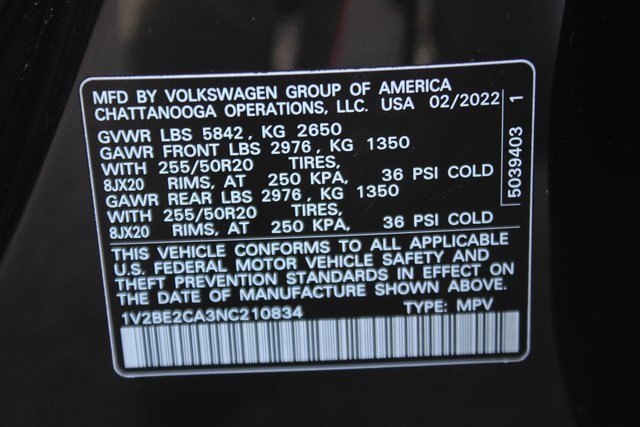 MFD BY VOLKSWAGEN GROUP OF AMERICA
CHATTANOOGA OPERATIONS, LLC. USA 02/2022
GVWR LBS 5842, KG 2650
GAWR FRONT LBS 2976, KG 1350
WITH 255/50R20 TIRES,
8JX20 RIMS, AT 250 KPA, 36 PSI COLD
GAWR REAR LBS 2976, KG 1350
WITH 255/50R20 TIRES,
8JX20 RIMS, AT 250 KPA, 36 PSI COLD
THIS VEHICLE CONFORMS TO ALL APPLICABLE
U.S. FEDERAL MOTOR VEHICLE SAFETY AND
THEFT PREVENTION STANDARDS IN EFFECT ON
THE DATE OF MANUFACTURE SHOWN ABOVE.
1V2BE2CA3NC210834 TYPE: MPV
5039403 1